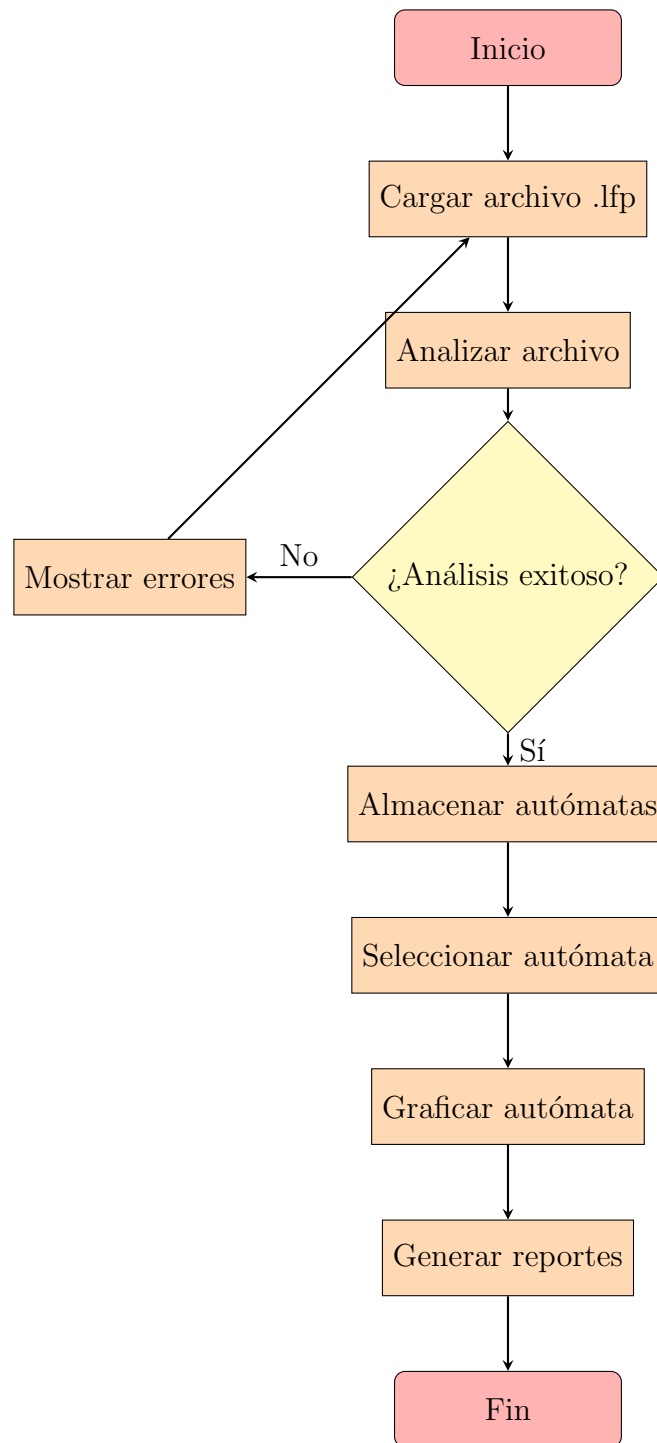 Inicio
Cargar archivo .lfp
Analizar archivo
¿Análisis exitoso?
No
Mostrar errores
Sí
Almacenar autómatas
Seleccionar autómata
Graficar autómata
Generar reportes
Fin